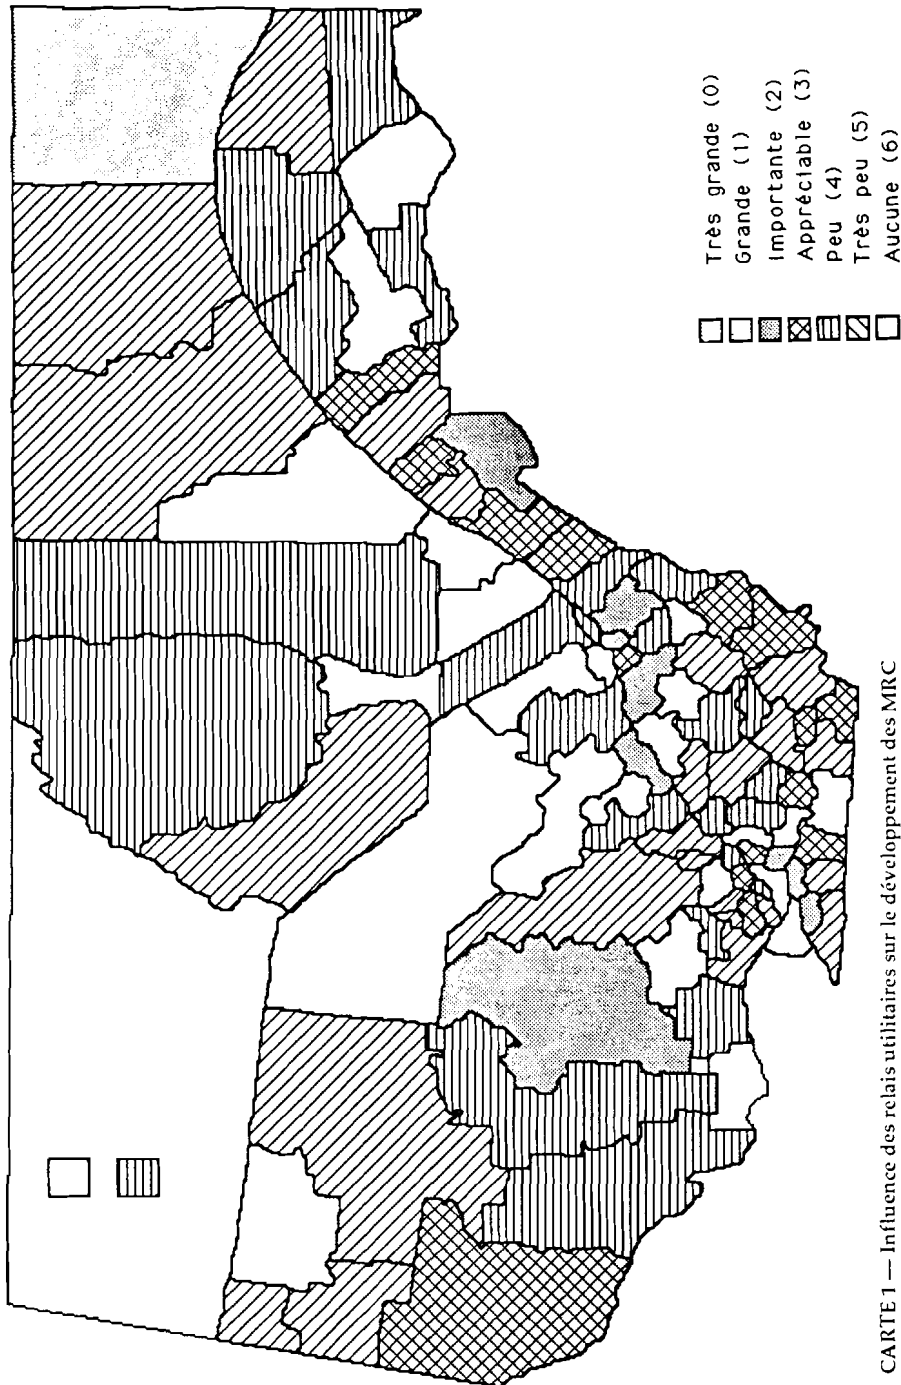 Très grande (0)
Grande (1)
Importante (2)
Appréciable (3)
Peu (4)
Très peu (5)
Aucune (6)
CARTE 1 — Influence des relais utilitaires sur le développement des MRC